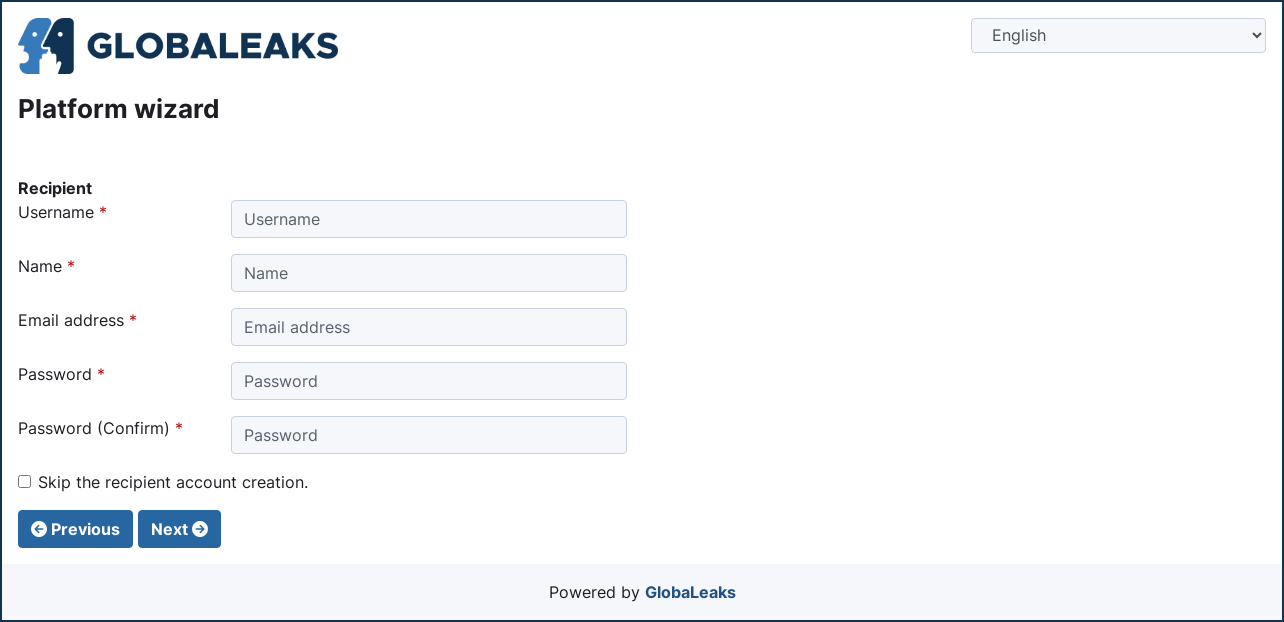 GLOBALEAKS
English
Platform wizard
Recipient
Username * Username
Name * Name
Email address * Email address
Password * Password
Password (Confirm) * Password
Skip the recipient account creation.
Previous Next
Powered by GlobaLeaks